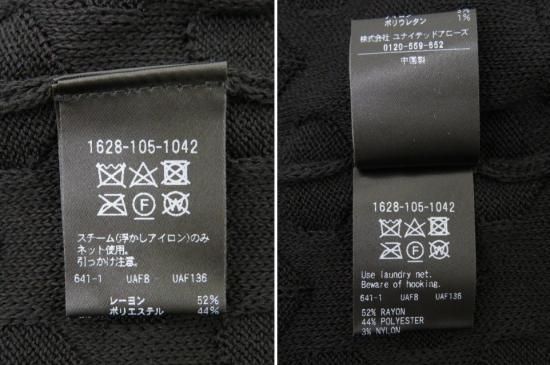 1628-105-1042
スチーム(浮かしアイロン)のみ
ネット使用。
引っかけ注意。
641-1 UAF8 UAF136
レーヨン 52%
ポリエステル 44%
ポリウレタン 1%
株式会社 ユナイテッドアローズ
0120-559-652
中国製
1628-105-1042
Use laundry net.
Beware of hooking.
641-1 UAF8 UAF136
52% RAYON
44% POLYESTER
3% NYLON